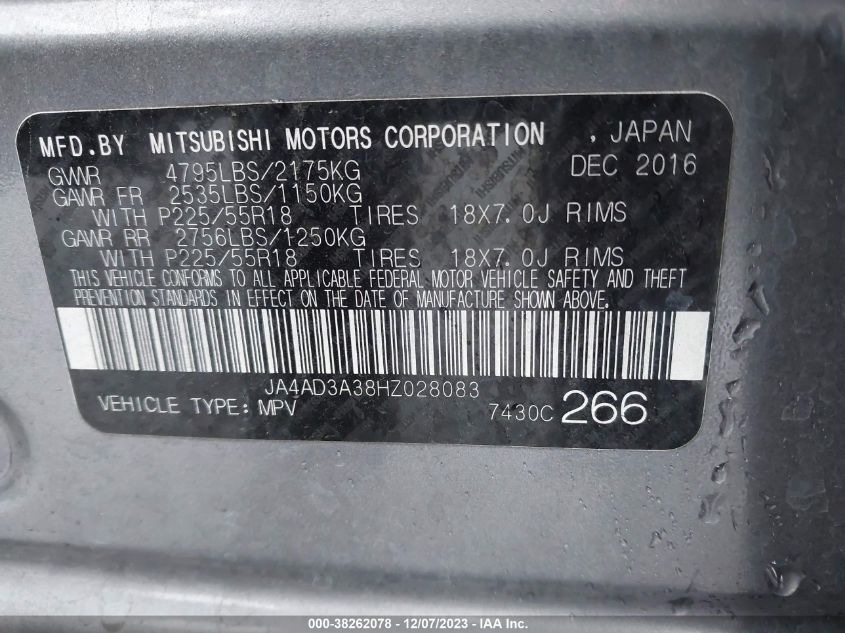 MFD.BY MITSUBISHI MOTORS CORPORATION , JAPAN
GVWR 4795LBS/2175KG DEC 2016
GAWR FR 2535LBS/1150KG
WITH P225/55R18 TIRES 18X7.0J RIMS
GAWR RR 2756LBS/1250KG
WITH P225/55R18 TIRES 18X7.0J RIMS
THIS VEHICLE CONFORMS TO ALL APPLICABLE FEDERAL MOTOR VEHICLE SAFETY AND THEFT
PREVENTION STANDARDS IN EFFECT ON THE DATE OF MANUFACTURE SHOWN ABOVE.
JA4AD3A38HZ028083
VEHICLE TYPE: MPV 7430C 266
000-38262078 - 12/07/2023 - IAA Inc.